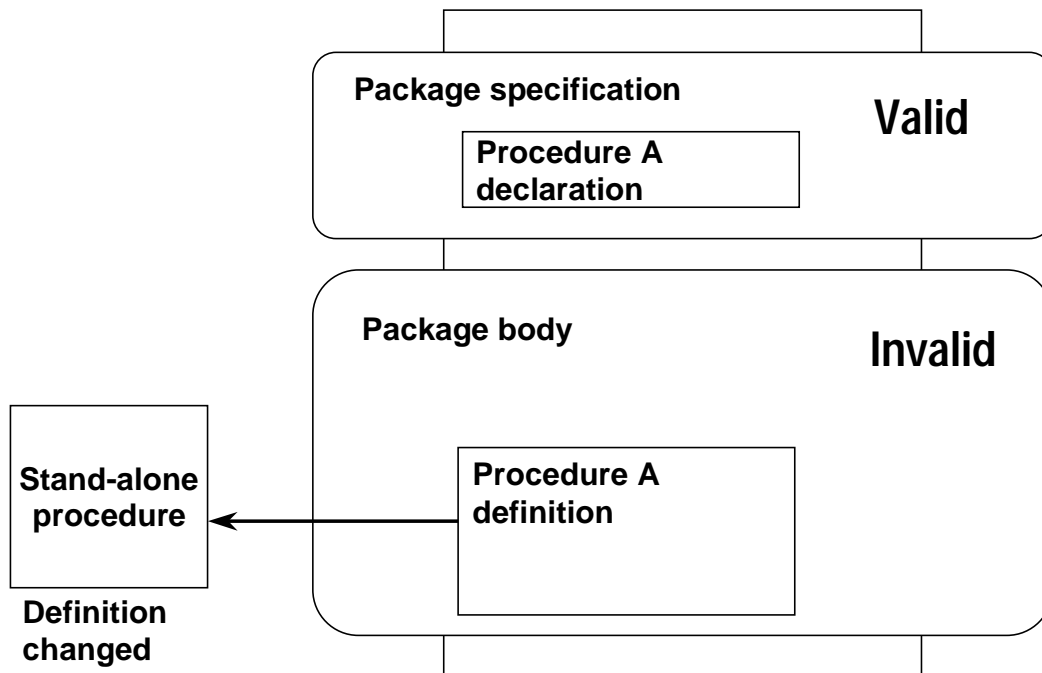 Package specification
Valid
Procedure A
declaration
Package body
Invalid
Stand-alone
procedure
Procedure A
definition
Definition
changed